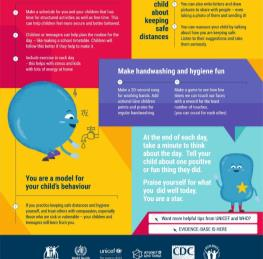 Make a schedule for you and your children that has
time for structured activities as well as free time. This
can help children feel more secure and better behaved.
Children or teenagers can help plan the routine for the
day – like making a school timetable. Children will
follow this better if they help to make it.
Include exercise in each day
- this helps with stress and kids
with lots of energy at home.
child
about
keeping
safe
distances
You can also write letters and draw
pictures to share with people
You can reassure your child by talking
about how you are keeping safe.
Listen to their suggestions and take
them seriously.
Make handwashing and hygiene fun
Make a 20-second song
for washing hands. Add
actions! Give children
points and praise for
regular handwashing
Make a game to see how few
times we can touch our faces
with a reward for the least
number of touches.
(you can count for each other)
You are a model for
your child's behaviour
If you practice keeping safe distances and hygiene
yourself, and treat others with compassion, especially
those who are sick or vulnerable – your children and
teenagers will learn from you.
At the end of each day,
take a minute to think
about the day. Tell your
child about one positive
or fun thing they did.
Praise yourself for what
you did well today.
You are a star.
Want more helpful tips from UNICEF and WHO?
EVIDENCE-BASE IS HERE
unicef
CDC